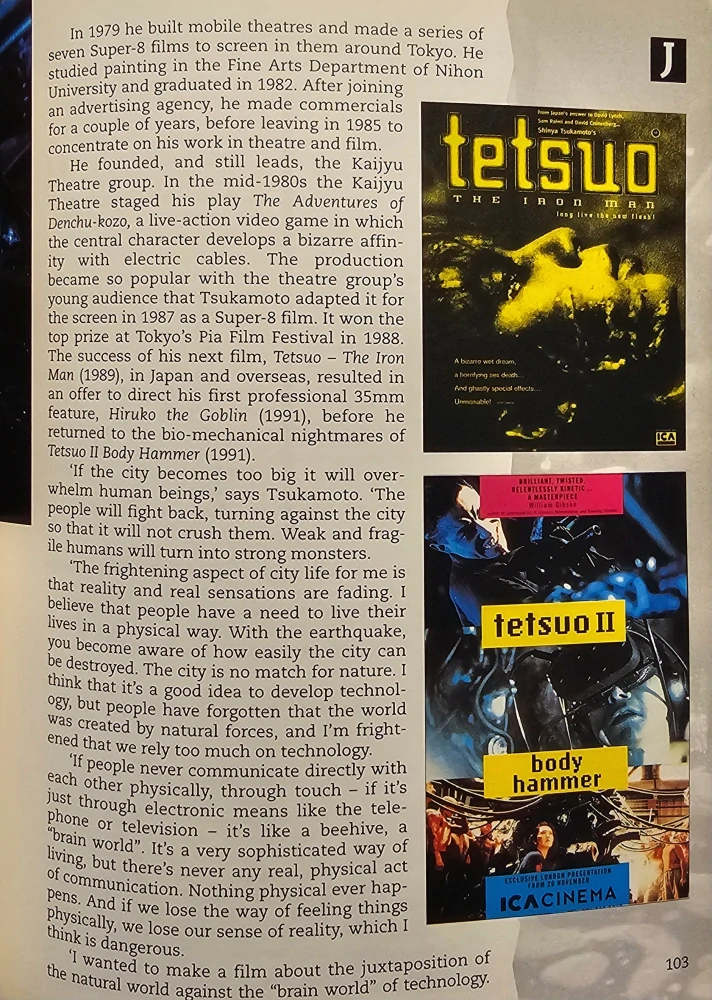 In 1979 he built mobile theatres and made a series of
seven Super-8 films to screen in them around Tokyo. He
studied painting in the Fine Arts Department of Nihon
University and graduated in 1982. After joining
an advertising agency, he made commercials
for a couple of years, before leaving in 1985 to
concentrate on his work in theatre and film.
He founded, and still leads, the Kaijyu
Theatre group. In the mid-1980s the Kaijyu
Theatre staged his play The Adventures of
Denchu-kozo, a live-action video game in which
the central character develops a bizarre affin-
ity with electric cables. The production
became so popular with the theatre group's
young audience that Tsukamoto adapted it for
the screen in 1987 as a Super-8 film. It won the
top prize at Tokyo's Pia Film Festival in 1988.
The success of his next film, Tetsuo – The Iron
Man (1989), in Japan and overseas, resulted in
an offer to direct his first professional 35mm
feature, Hiruko the Goblin (1991), before he
returned to the bio-mechanical nightmares of
Tetsuo II Body Hammer (1991).
'If the city becomes too big it will over-
whelm human beings,' says Tsukamoto. 'The
people will fight back, turning against the city
so that it will not crush them. Weak and frag-
ile humans will turn into strong monsters.
'The frightening aspect of city life for me is
that reality and real sensations are fading. I
believe that people have a need to live their
lives in a physical way. With the earthquake,
you become aware of how easily the city can
be destroyed. The city is no match for nature. I
think that it's a good idea to develop technol-
ogy, but people have forgotten that the world
was created by natural forces, and I'm fright-
ened that we rely too much on technology.
'If people never communicate directly with
each other physically, through touch – if it's
just through electronic means like the tele-
phone or television – it's like a beehive, a
"brain world". It's a very sophisticated way of
living, but there's never any real, physical act
of communication. Nothing physical ever hap-
pens. And if we lose the way of feeling things
physically, we lose our sense of reality, which I
think is dangerous.
'I wanted to make a film about the juxtaposition of
the natural world against the "brain world" of technology.
J
From Japan's answer to David Lynch,
Sam Raimi and David Cronenberg...
Shinya Tsukamoto's
tetsuo
THE IRON MAN
long live the new flesh!
A bizarre wet dream,
a horrifying sex death...
And ghastly special effects...
Unmissable!
ICA
BRILLIANT, TWISTED,
RELENTLESSLY KINETIC...
A MASTERPIECE
William Gibson
tetsuo II
body
hammer
EXCLUSIVE LONDON PRESENTATION
FROM 20 NOVEMBER
ICACINEMA
103